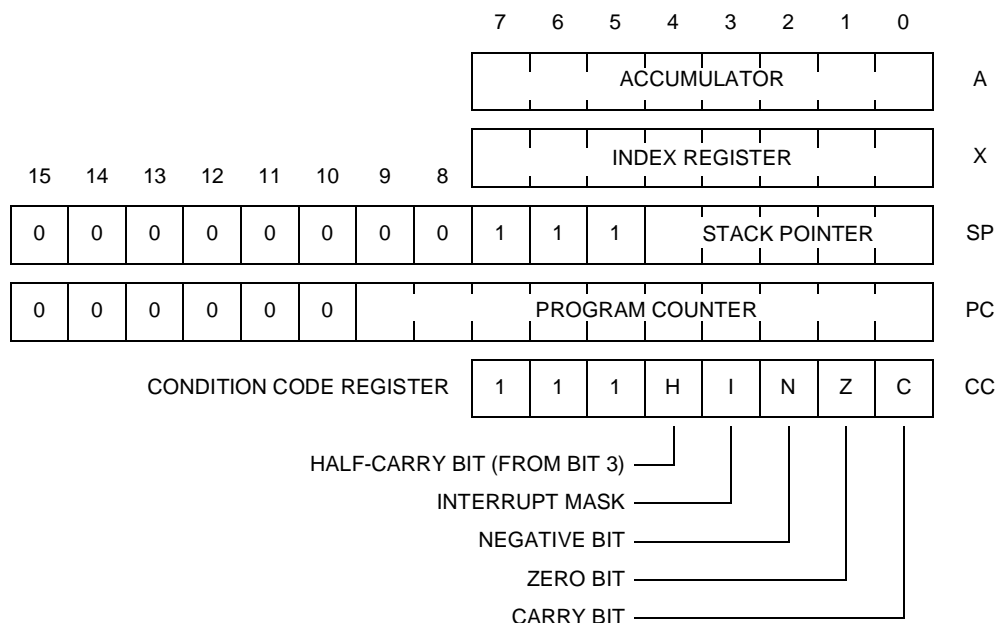 7 6 5 4 3 2 1 0
ACCUMULATOR A
INDEX REGISTER X
15 14 13 12 11 10 9 8
0 0 0 0 0 0 0 0 1 1 1 STACK POINTER SP
0 0 0 0 0 0 PROGRAM COUNTER PC
CONDITION CODE REGISTER 1 1 1 H I N Z C CC
HALF-CARRY BIT (FROM BIT 3)
INTERRUPT MASK
NEGATIVE BIT
ZERO BIT
CARRY BIT